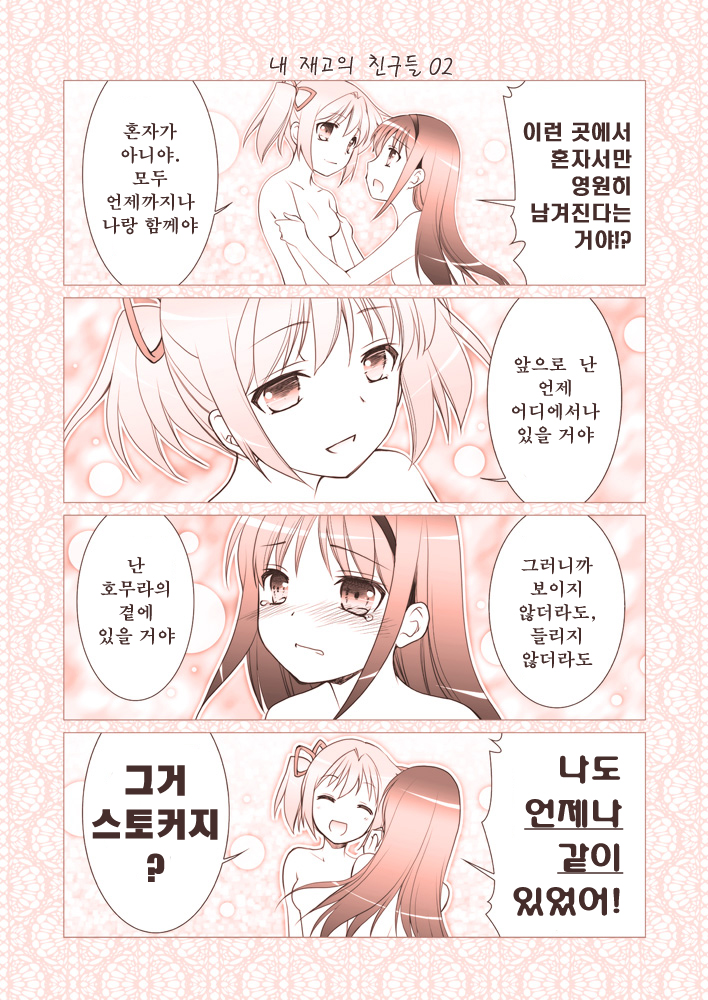 내 재고의 친구들 02
이런 곳에서
혼자서만
영원히
남겨진다는
거야!?
혼자가
아니야.
모두
언제까지나
나랑 함께야
앞으로 난
언제
어디에서나
있을 거야
그러니까
보이지
않더라도,
들리지
않더라도
난
호무라의
곁에
있을 거야
나도
언제나
같이
있었어!
그거
스토커지
?